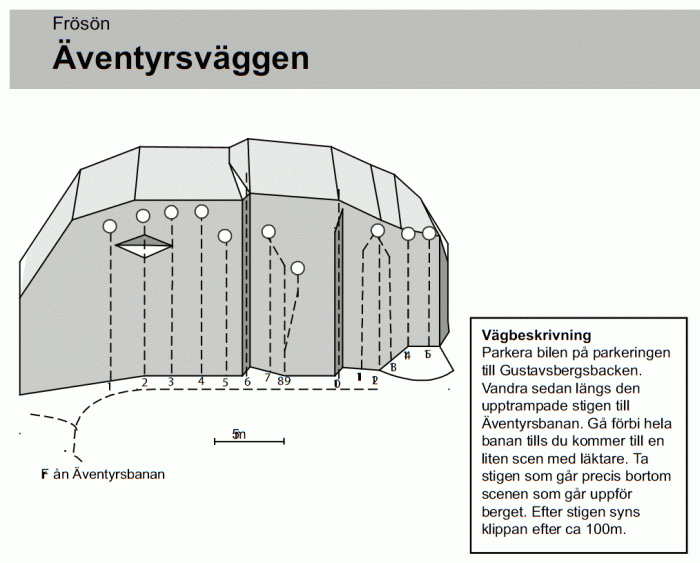 Frösön
Äventyrsväggen
1 2 3 4 5 6 7 8 9 10 11 12 13 14 15
5m
Från Äventyrsbanan
Vägbeskrivning
Parkera bilen på parkeringen
till Gustavsbergsbacken.
Vandra sedan längs den
upptrampade stigen till
Äventyrsbanan. Gå förbi hela
banan tills du kommer till en
liten scen med läktare. Ta
stigen som går precis bortom
scenen som går uppför
berget. Efter stigen syns
klippan efter ca 100m.